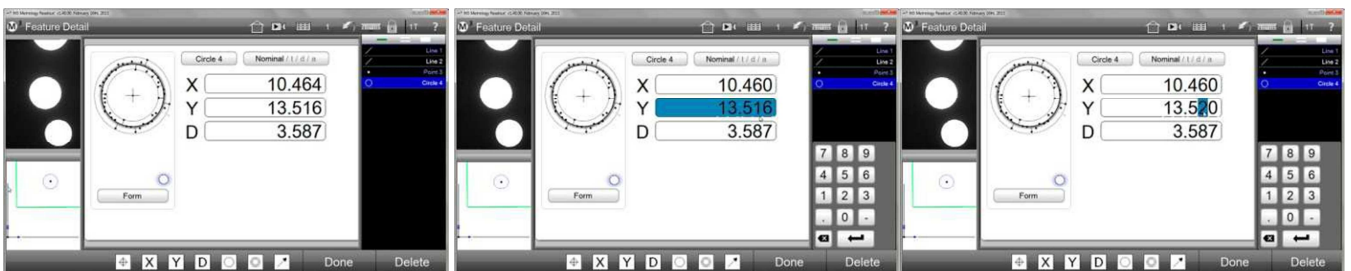 M³ Feature Detail
1T ?
Circle 4
Nominal / t / d / a
X 10.464
Y 13.516
D 3.587
Form
Line 1
Line 2
Point 3
Circle 4
X Y D
Done
Delete
Feature Detail
1T ?
Circle 4
Nominal / t / d / a
X 10.460
Y 13.516
D 3.587
Form
Line 1
Line 2
Point 3
Circle 4
7 8 9
4 5 6
1 2 3
. 0 -
X Y D
Done
Delete
Feature Detail
1T ?
Circle 4
Nominal / t / d / a
X 10.460
Y 13.520
D 3.587
Form
Line 1
Line 2
Point 3
Circle 4
7 8 9
4 5 6
1 2 3
. 0 -
X Y D
Done
Delete